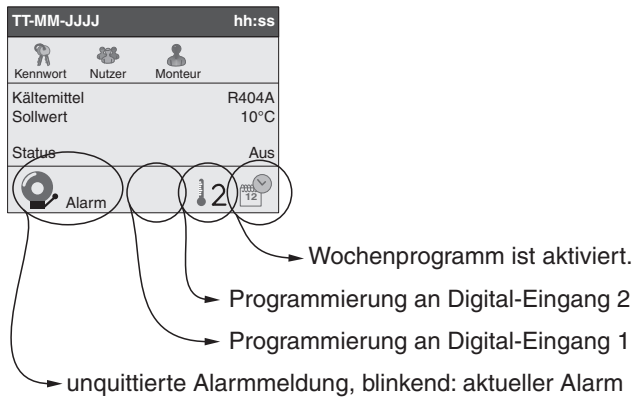 TT-MM-JJJJ hh:ss
Kennwort Nutzer Monteur
Kältemittel R404A
Sollwert 10°C
Status Aus
Alarm 2 12
Wochenprogramm ist aktiviert.
Programmierung an Digital-Eingang 2
Programmierung an Digital-Eingang 1
unquittierte Alarmmeldung, blinkend: aktueller Alarm